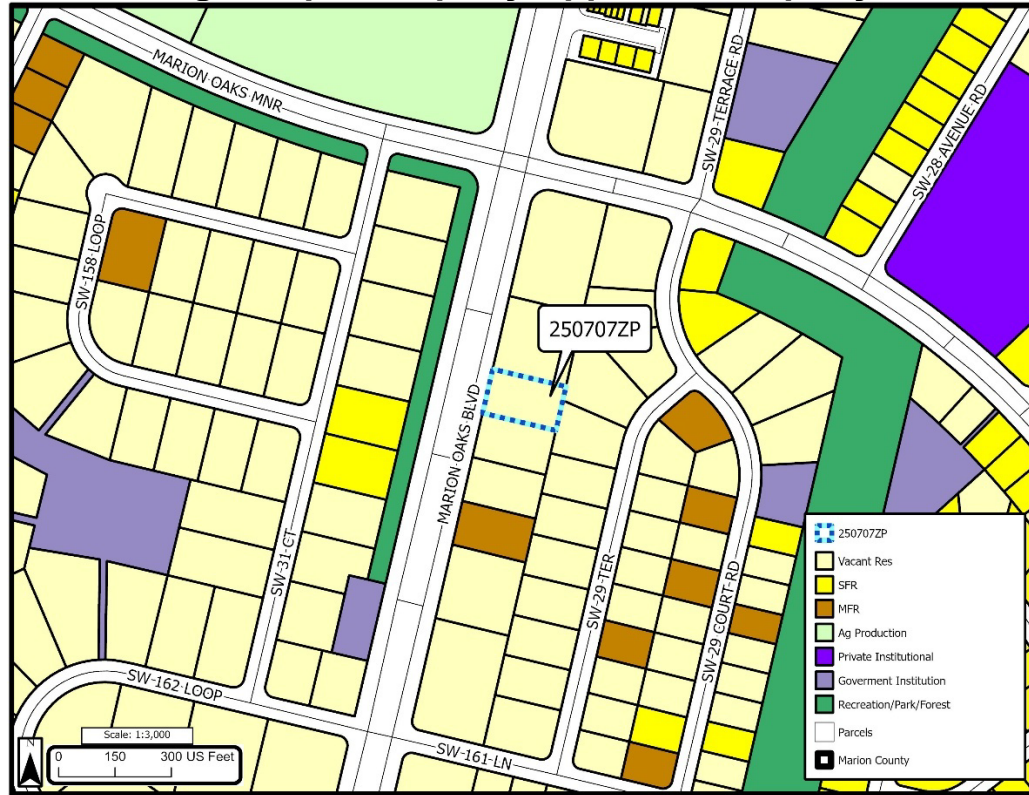 MARION OAKS MNR
SW 29 TERRACE RD
SW 28 AVENUE RD
SW 158 LOOP
250707ZP
MARION OAKS BLVD
SW 31 CT
SW 29 TER
SW 29 COURT RD
SW 162 LOOP
SW 161 LN
Scale: 1:3,000
0 150 300 US Feet
N
250707ZP
Vacant Res
SFR
MFR
Ag Production
Private Institutional
Goverment Institution
Recreation/Park/Forest
Parcels
Marion County